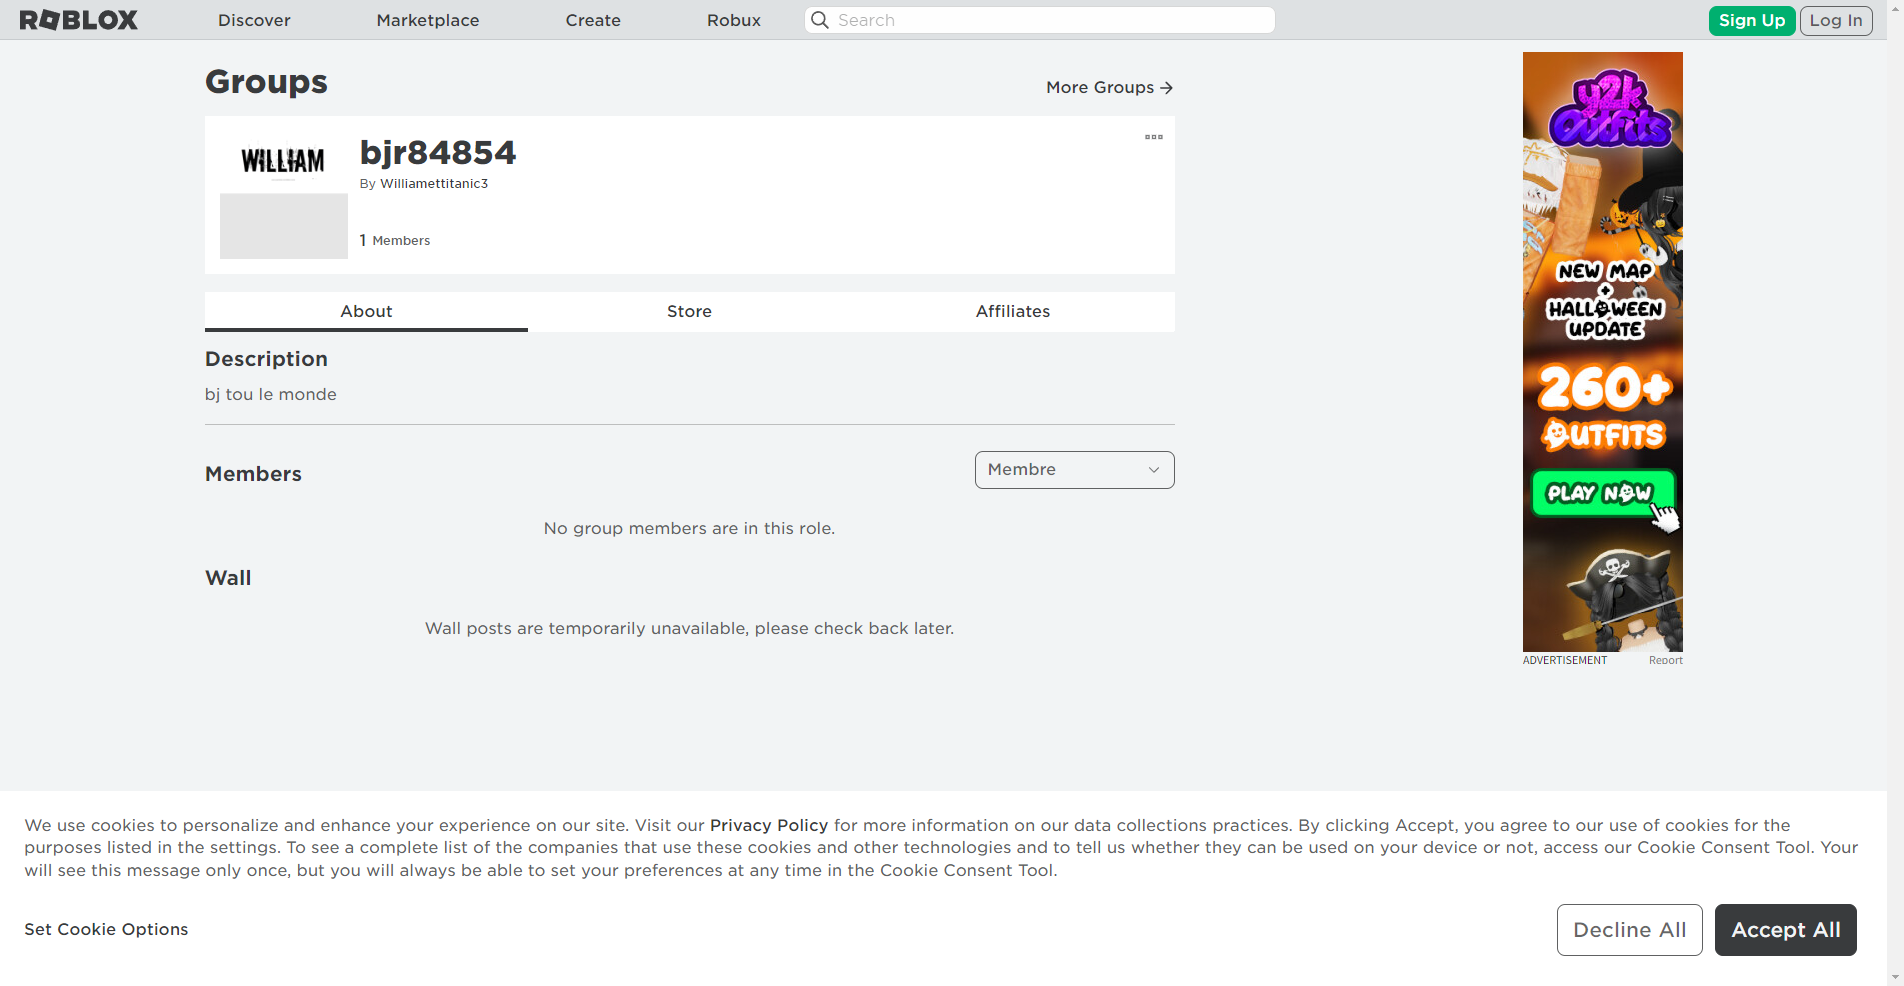 ROBLOX
Discover
Marketplace
Create
Robux
Search
Sign Up
Log In
Groups
More Groups
WILLIAM
bjr84854
By Williamettitanic3
1 Members
About
Store
Affiliates
Description
bj tou le monde
Members
Membre
No group members are in this role.
Wall
Wall posts are temporarily unavailable, please check back later.
y2k
Outfits
NEW MAP
+
HALLOWEEN
UPDATE
260+
OUTFITS
PLAY NOW
ADVERTISEMENT
Report
We use cookies to personalize and enhance your experience on our site. Visit our Privacy Policy for more information on our data collections practices. By clicking Accept, you agree to our use of cookies for the
purposes listed in the settings. To see a complete list of the companies that use these cookies and other technologies and to tell us whether they can be used on your device or not, access our Cookie Consent Tool. Your
will see this message only once, but you will always be able to set your preferences at any time in the Cookie Consent Tool.
Set Cookie Options
Decline All
Accept All